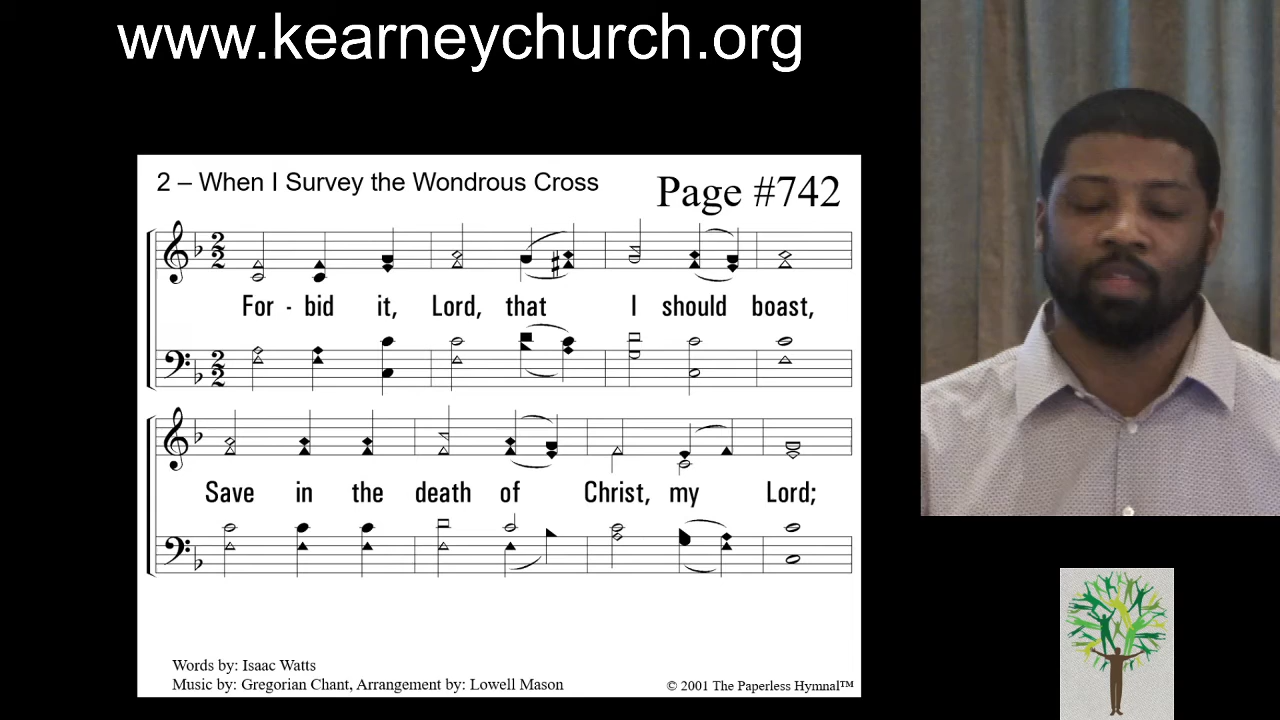 www.kearneychurch.org
2 – When I Survey the Wondrous Cross
Page #742
For - bid it, Lord, that I should boast,
Save in the death of Christ, my Lord;
Words by: Isaac Watts
Music by: Gregorian Chant, Arrangement by: Lowell Mason
© 2001 The Paperless Hymnal™